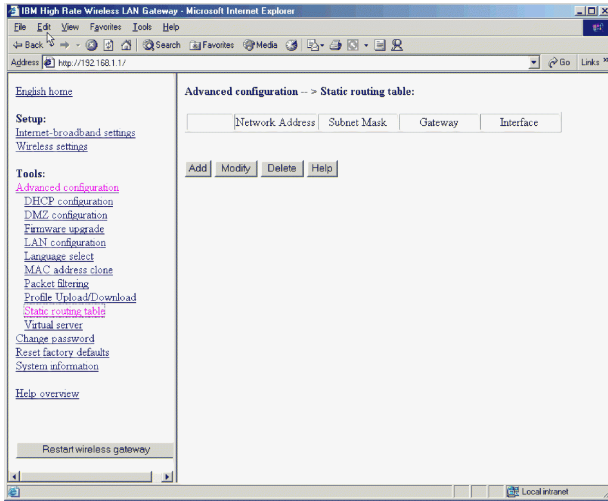 IBM High Rate Wireless LAN Gateway - Microsoft Internet Explorer
File Edit View Favorites Tools Help
Back Search Favorites Media
Address http://192.168.1.1/ Go Links »
English home
Setup:
Internet-broadband settings
Wireless settings
Tools:
Advanced configuration
DHCP configuration
DMZ configuration
Firmware upgrade
LAN configuration
Language select
MAC address clone
Packet filtering
Profile Upload/Download
Static routing table
Virtual server
Change password
Reset factory defaults
System information
Help overview
Restart wireless gateway
Advanced configuration -- > Static routing table:
Network Address Subnet Mask Gateway Interface
Add Modify Delete Help
Local intranet